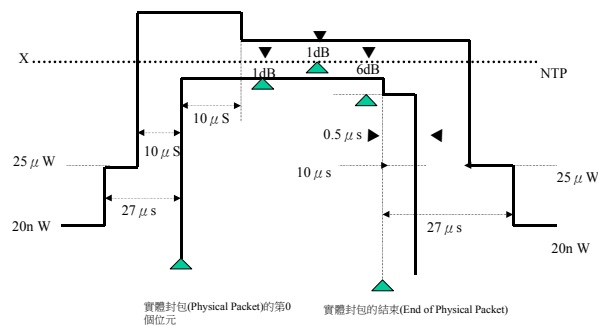 X
1dB
1dB
6dB
NTP
10 μ S
0.5 μ s
10 μ S
25 μ W
10 μ s
25 μ W
27 μ s
27 μ s
20n W
20n W
實體封包(Physical Packet)的第0
個位元
實體封包的結束(End of Physical Packet)